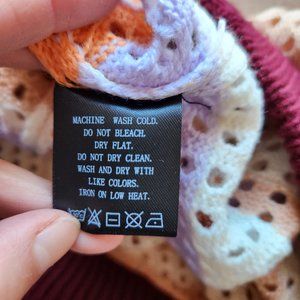 MACHINE WASH COLD.
DO NOT BLEACH.
DRY FLAT.
DO NOT DRY CLEAN.
WASH AND DRY WITH
LIKE COLORS.
IRON ON LOW HEAT.